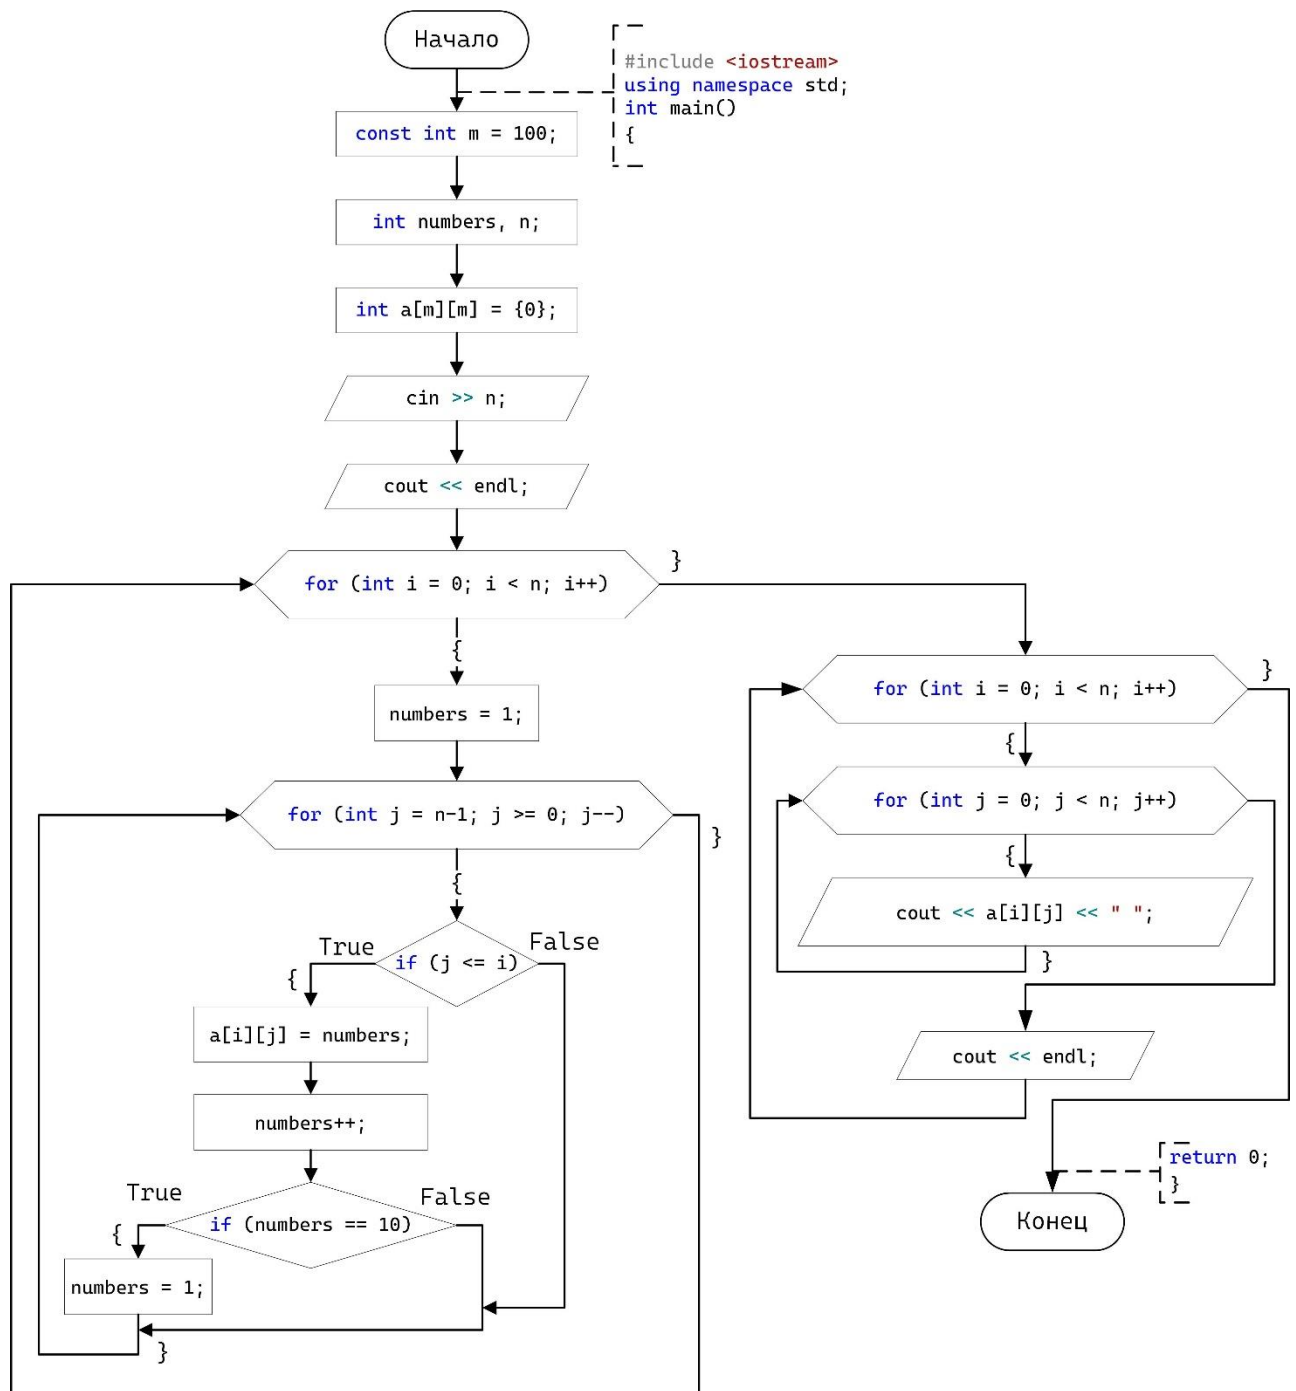 Начало
#include <iostream>
using namespace std;
int main()
{
const int m = 100;
int numbers, n;
int a[m][m] = {0};
cin >> n;
cout << endl;
for (int i = 0; i < n; i++)
}
{
numbers = 1;
for (int j = n-1; j >= 0; j--)
}
{
if (j <= i)
True
False
{
a[i][j] = numbers;
numbers++;
if (numbers == 10)
True
False
{
numbers = 1;
}
for (int i = 0; i < n; i++)
}
{
for (int j = 0; j < n; j++)
{
cout << a[i][j] << " ";
}
cout << endl;
return 0;
}
Конец